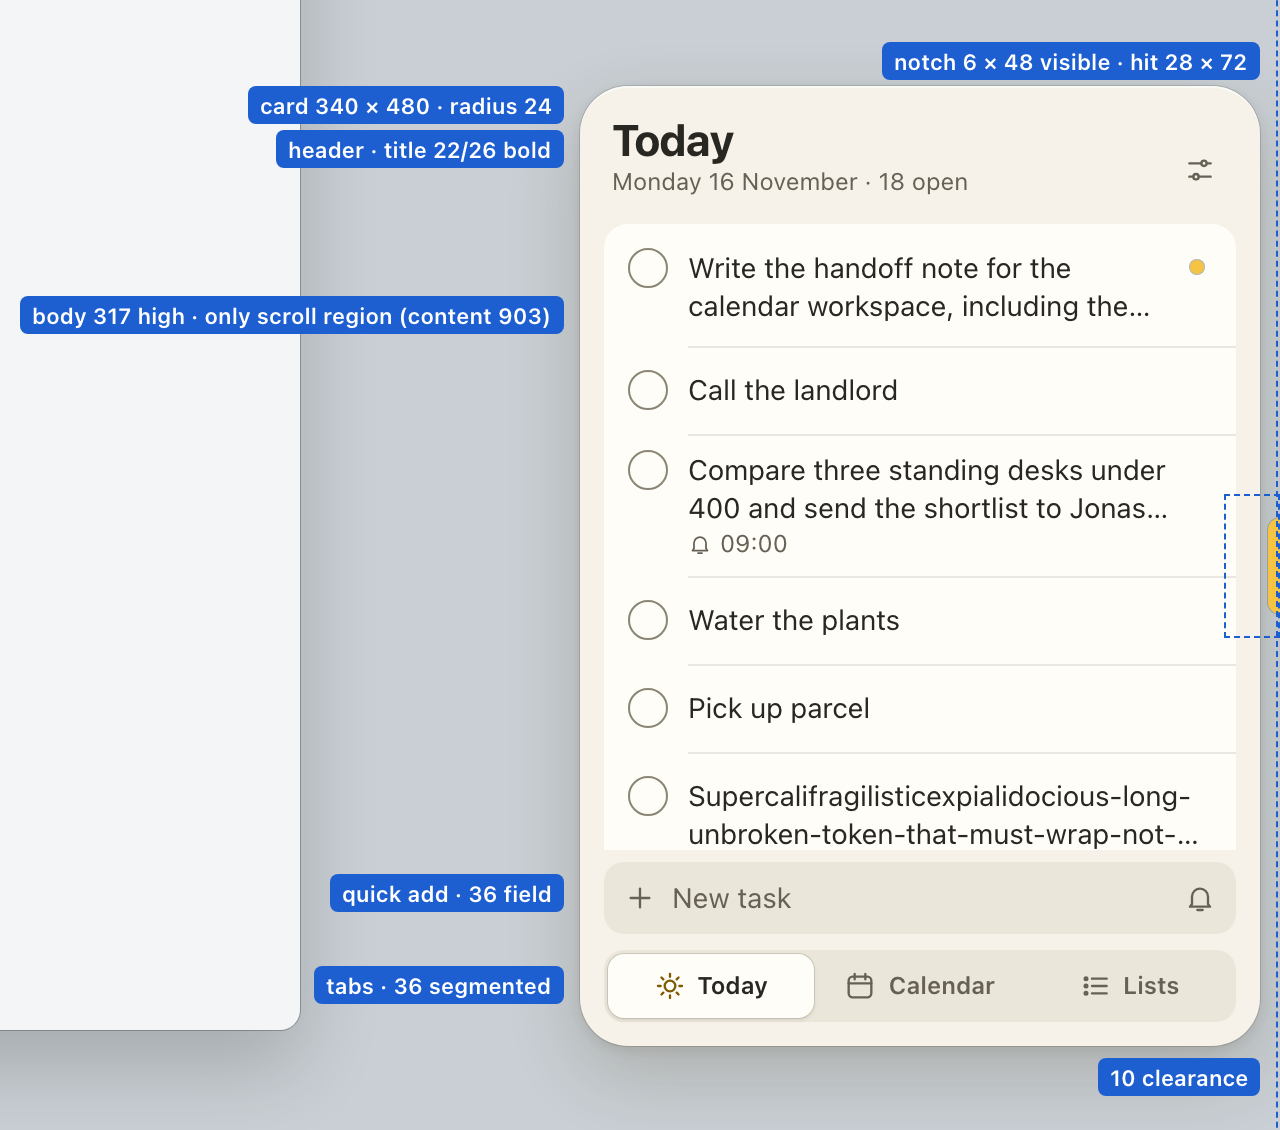 notch 6 × 48 visible · hit 28 × 72
card 340 × 480 · radius 24
header · title 22/26 bold
Today
Monday 16 November · 18 open
Write the handoff note for the
calendar workspace, including the...
body 317 high · only scroll region (content 903)
Call the landlord
Compare three standing desks under
400 and send the shortlist to Jonas...
09:00
Water the plants
Pick up parcel
Supercalifragilisticexpialidocious-long-
unbroken-token-that-must-wrap-not-...
quick add · 36 field
New task
tabs · 36 segmented
Today
Calendar
Lists
10 clearance